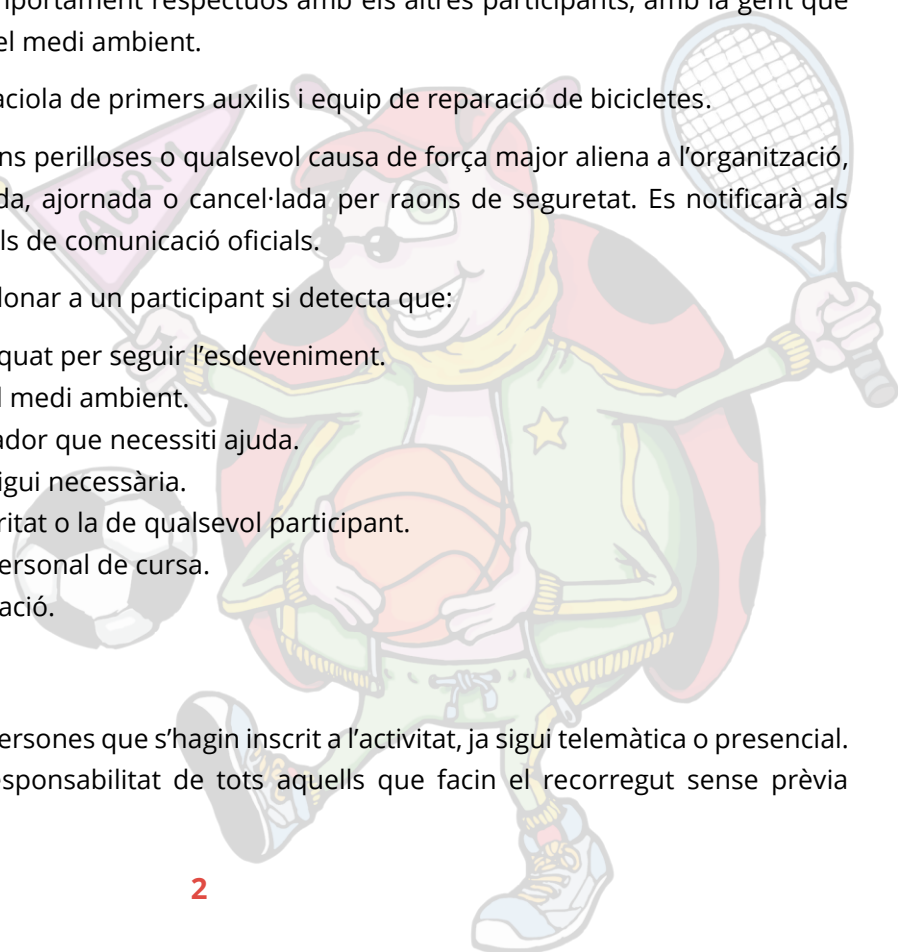 mportament respectuós amb els altres participants, amb la gent que
el medi ambient.
aciola de primers auxilis i equip de reparació de bicicletes.
ns perilloses o qualsevol causa de força major aliena a l’organització,
da, ajornada o cancel·lada per raons de seguretat. Es notificarà als
ls de comunicació oficials.
donar a un participant si detecta que:
quat per seguir l’esdeveniment.
l medi ambient.
ador que necessiti ajuda.
igui necessària.
ritat o la de qualsevol participant.
ersonal de cursa.
ació.
ersones que s’hagin inscrit a l’activitat, ja sigui telemàtica o presencial.
esponsabilitat de tots aquells que facin el recorregut sense prèvia
2